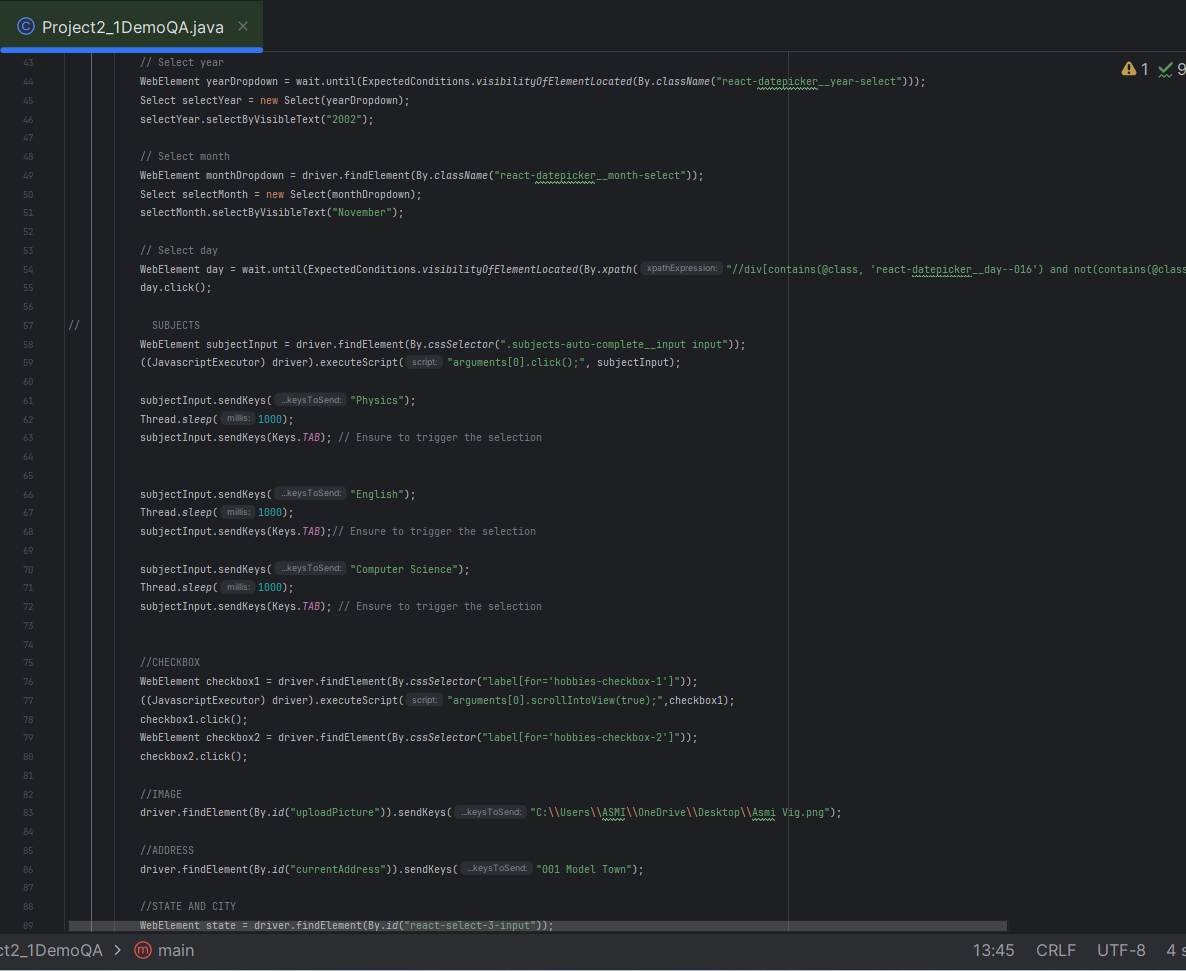 Project2_1DemoQA.java
1 9
43 // Select year
44 WebElement yearDropdown = wait.until(ExpectedConditions.visibilityOfElementLocated(By.className("react-datepicker__year-select")));
45 Select selectYear = new Select(yearDropdown);
46 selectYear.selectByVisibleText("2002");
47
48 // Select month
49 WebElement monthDropdown = driver.findElement(By.className("react-datepicker__month-select"));
50 Select selectMonth = new Select(monthDropdown);
51 selectMonth.selectByVisibleText("November");
52
53 // Select day
54 WebElement day = wait.until(ExpectedConditions.visibilityOfElementLocated(By.xpath( xpathExpression: "//div[contains(@class, 'react-datepicker__day--016') and not(contains(@class
55 day.click();
56
57 // SUBJECTS
58 WebElement subjectInput = driver.findElement(By.cssSelector(".subjects-auto-complete__input input"));
59 ((JavascriptExecutor) driver).executeScript( script: "arguments[0].click();", subjectInput);
60
61 subjectInput.sendKeys( ...keysToSend: "Physics");
62 Thread.sleep( millis: 1000);
63 subjectInput.sendKeys(Keys.TAB); // Ensure to trigger the selection
64
65
66 subjectInput.sendKeys( ...keysToSend: "English");
67 Thread.sleep( millis: 1000);
68 subjectInput.sendKeys(Keys.TAB);// Ensure to trigger the selection
69
70 subjectInput.sendKeys( ...keysToSend: "Computer Science");
71 Thread.sleep( millis: 1000);
72 subjectInput.sendKeys(Keys.TAB); // Ensure to trigger the selection
73
74
75 //CHECKBOX
76 WebElement checkbox1 = driver.findElement(By.cssSelector("label[for='hobbies-checkbox-1']"));
77 ((JavascriptExecutor) driver).executeScript( script: "arguments[0].scrollIntoView(true);",checkbox1);
78 checkbox1.click();
79 WebElement checkbox2 = driver.findElement(By.cssSelector("label[for='hobbies-checkbox-2']"));
80 checkbox2.click();
81
82 //IMAGE
83 driver.findElement(By.id("uploadPicture")).sendKeys( ...keysToSend: "C:\\Users\\ASMI\\OneDrive\\Desktop\\Asmi Vig.png");
84
85 //ADDRESS
86 driver.findElement(By.id("currentAddress")).sendKeys( ...keysToSend: "001 Model Town");
87
88 //STATE AND CITY
89 WebElement state = driver.findElement(By.id("react-select-3-input"));
ct2_1DemoQA > m main 13:45 CRLF UTF-8 4 s